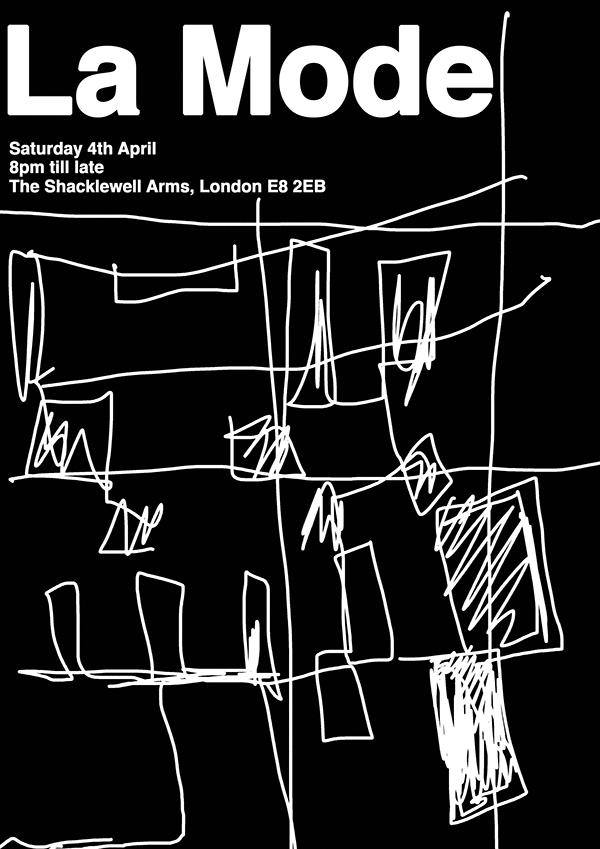 La Mode
Saturday 4th April
8pm till late
The Shacklewell Arms, London E8 2EB